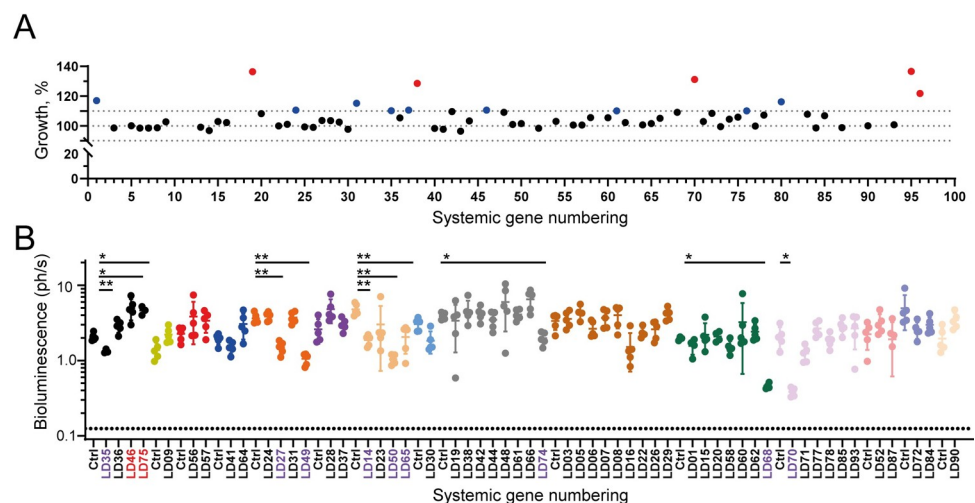 A
Growth, %
140
120
100
20
0
0 5 10 15 20 25 30 35 40 45 50 55 60 65 70 75 80 85 90 95 100
Systemic gene numbering
B
Bioluminescence (ph/s)
10
1.0
0.1
* ** ** * * *
* ** **
** **
Ctrl LD35 LD36 LD46 LD75 Ctrl LD09 Ctrl LD56 LD57 Ctrl LD41 LD64 Ctrl LD24 LD27 LD31 LD49 Ctrl LD28 LD37 Ctrl LD14 LD23 LD50 LD65 Ctrl LD30 Ctrl LD19 LD38 LD42 LD44 LD48 LD61 LD66 LD74 Ctrl LD03 LD05 LD06 LD07 LD08 LD16 LD22 LD26 LD29 Ctrl LD01 LD15 LD20 LD58 LD60 LD62 LD68 Ctrl LD70 LD71 LD77 LD78 LD85 LD93 Ctrl LD52 LD63 LD87 Ctrl LD72 LD84 Ctrl LD90
Systemic gene numbering